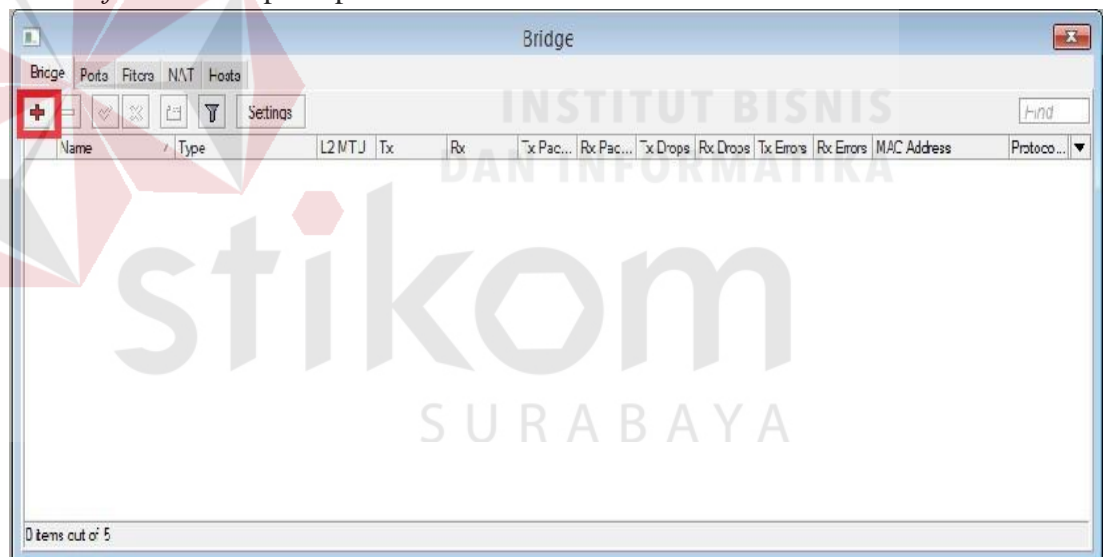 Bridge
Bridge Ports Filters NAT Hosts
Settings
Find
Name Type L2 MTU Tx Rx Tx Pac... Rx Pac... Tx Drops Rx Drops Tx Errors Rx Errors MAC Address Protoco...
INSTITUT BISNIS
DAN INFORMATIKA
stikom
SURABAYA
0 items out of 5